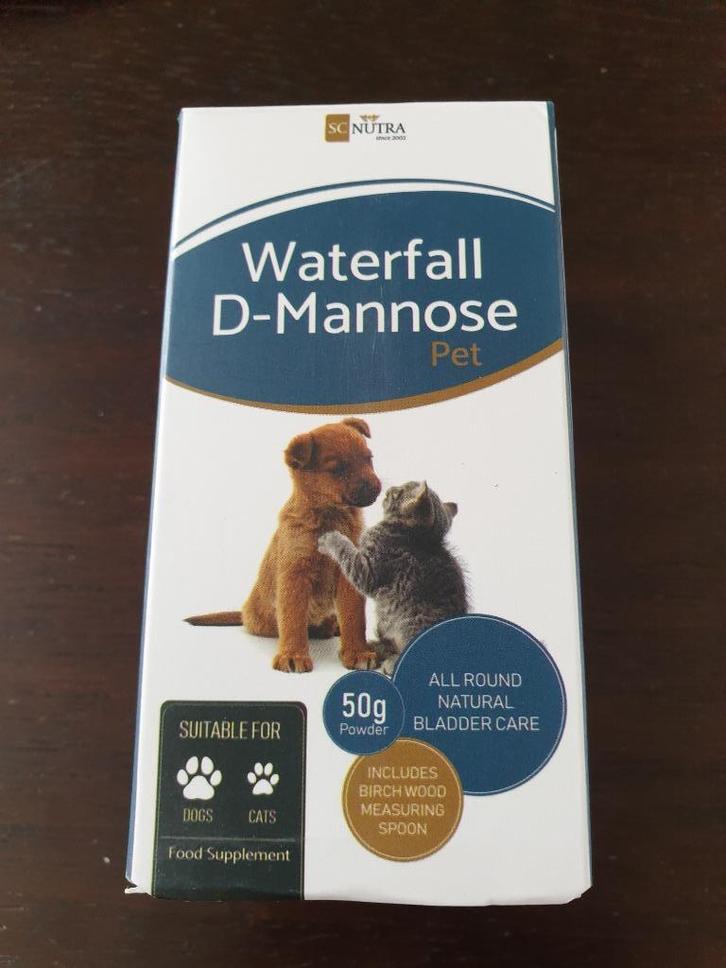 SC NUTRA
since 2003
Waterfall
D-Mannose
Pet
ALL ROUND
NATURAL
BLADDER CARE
50g
Powder
INCLUDES
BIRCH WOOD
MEASURING
SPOON
SUITABLE FOR
DOGS
CATS
Food Supplement